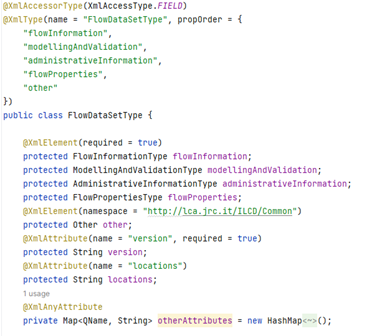 @XmlAccessorType(XmlAccessType.FIELD)
@XmlType(name = "FlowDataSetType", propOrder = {
"flowInformation",
"modellingAndValidation",
"administrativeInformation",
"flowProperties",
"other"
})
public class FlowDataSetType {
@XmlElement(required = true)
protected FlowInformationType flowInformation;
protected ModellingAndValidationType modellingAndValidation;
protected AdministrativeInformationType administrativeInformation;
protected FlowPropertiesType flowProperties;
@XmlElement(namespace = "http://lca.jrc.it/ILCD/Common")
protected Other other;
@XmlAttribute(name = "version", required = true)
protected String version;
@XmlAttribute(name = "locations")
protected String locations;
1 usage
@XmlAnyAttribute
private Map<QName, String> otherAttributes = new HashMap<~>();